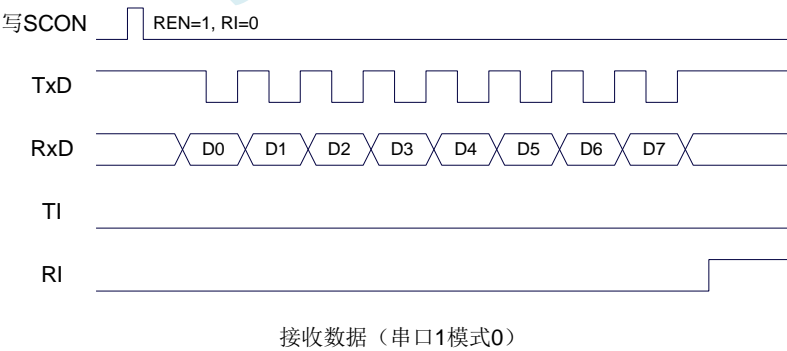 写SCON REN=1, RI=0
TxD
RxD D0 D1 D2 D3 D4 D5 D6 D7
TI
RI
接收数据（串口1模式0）